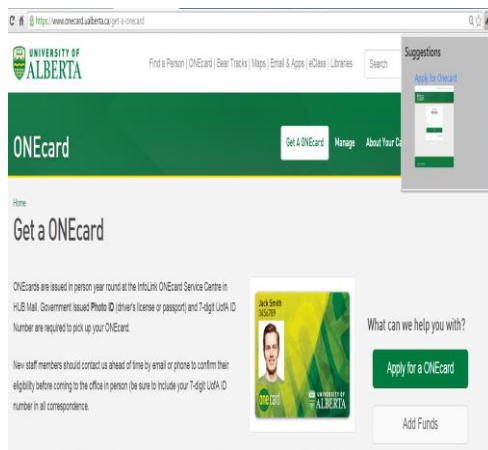 https://www.onecard.ualberta.ca/get-a-onecard
UNIVERSITY OF
ALBERTA
Find a Person | ONEcard | Bear Tracks | Maps | Email & Apps | eClass | Libraries
Search
Suggestions
Apply for Onecard
ONEcard
Get A ONEcard
Manage
About Your Ca
Home
Get a ONEcard
ONEcards are issued in person year round at the InfoLink ONEcard Service Centre in
HUB Mall. Government issued Photo ID (driver's license or passport) and 7-digit UofA ID
Number are required to pick up your ONEcard.
New staff members should contact us ahead of time by email or phone to confirm their
eligibility before coming to the office in person (be sure to include your 7-digit UofA ID
number in all correspondence.
Jack Smith
3456789
one card
UNIVERSITY OF
ALBERTA
What can we help you with?
Apply for a ONEcard
Add Funds